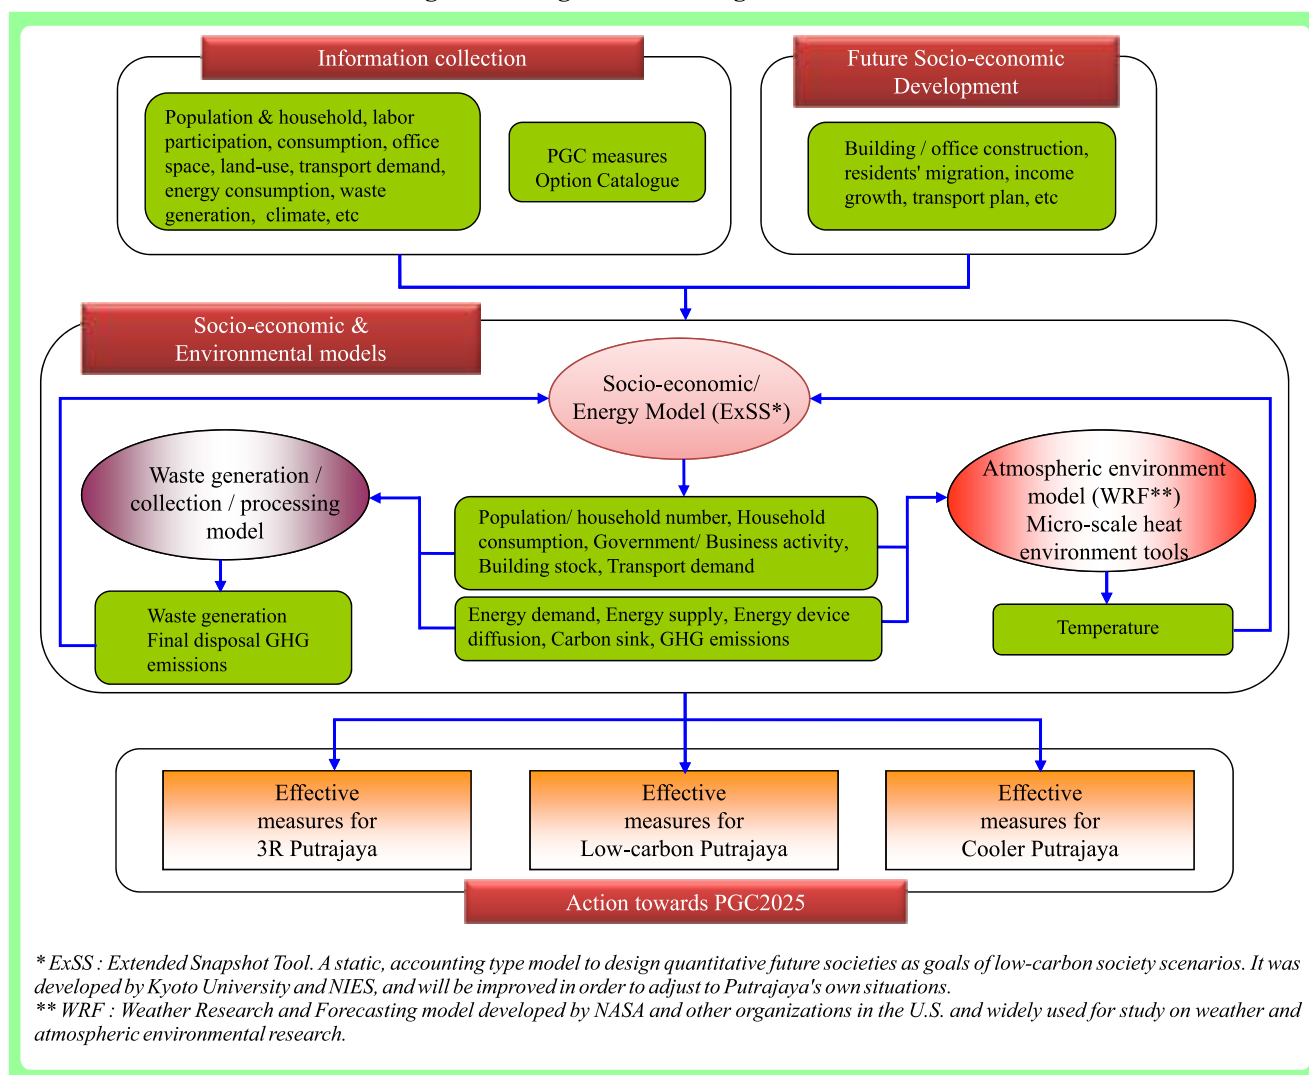 Information collection
Population & household, labor
participation, consumption, office
space, land-use, transport demand,
energy consumption, waste
generation, climate, etc
PGC measures
Option Catalogue
Future Socio-economic
Development
Building / office construction,
residents' migration, income
growth, transport plan, etc
Socio-economic &
Environmental models
Socio-economic/
Energy Model (ExSS*)
Waste generation /
collection / processing
model
Atmospheric environment
model (WRF**)
Micro-scale heat
environment tools
Population/ household number, Household
consumption, Government/ Business activity,
Building stock, Transport demand
Energy demand, Energy supply, Energy device
diffusion, Carbon sink, GHG emissions
Waste generation
Final disposal GHG
emissions
Temperature
Effective
measures for
3R Putrajaya
Effective
measures for
Low-carbon Putrajaya
Effective
measures for
Cooler Putrajaya
Action towards PGC2025
* ExSS : Extended Snapshot Tool. A static, accounting type model to design quantitative future societies as goals of low-carbon society scenarios. It was
developed by Kyoto University and NIES, and will be improved in order to adjust to Putrajaya's own situations.
** WRF : Weather Research and Forecasting model developed by NASA and other organizations in the U.S. and widely used for study on weather and
atmospheric environmental research.